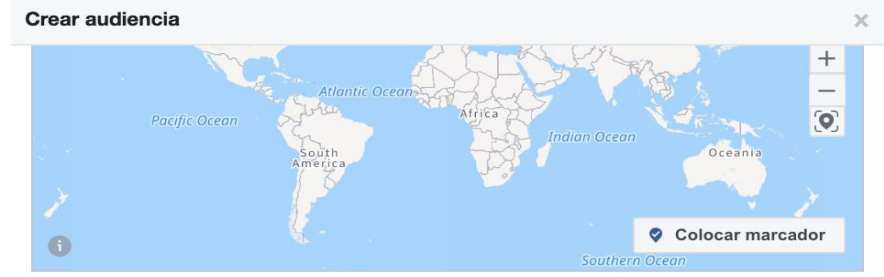 Crear audiencia
Atlantic Ocean
Pacific Ocean
Africa
Indian Ocean
South
America
Oceania
Colocar marcador
Southern Ocean